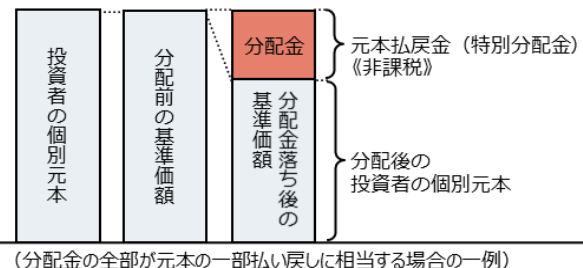 投資者の個別元本
分配前の基準価額
分配金
分配金落ち後の
基準価額
元本払戻金（特別分配金）
《非課税》
分配後の
投資者の個別元本
（分配金の全部が元本の一部払い戻しに相当する場合の一例）